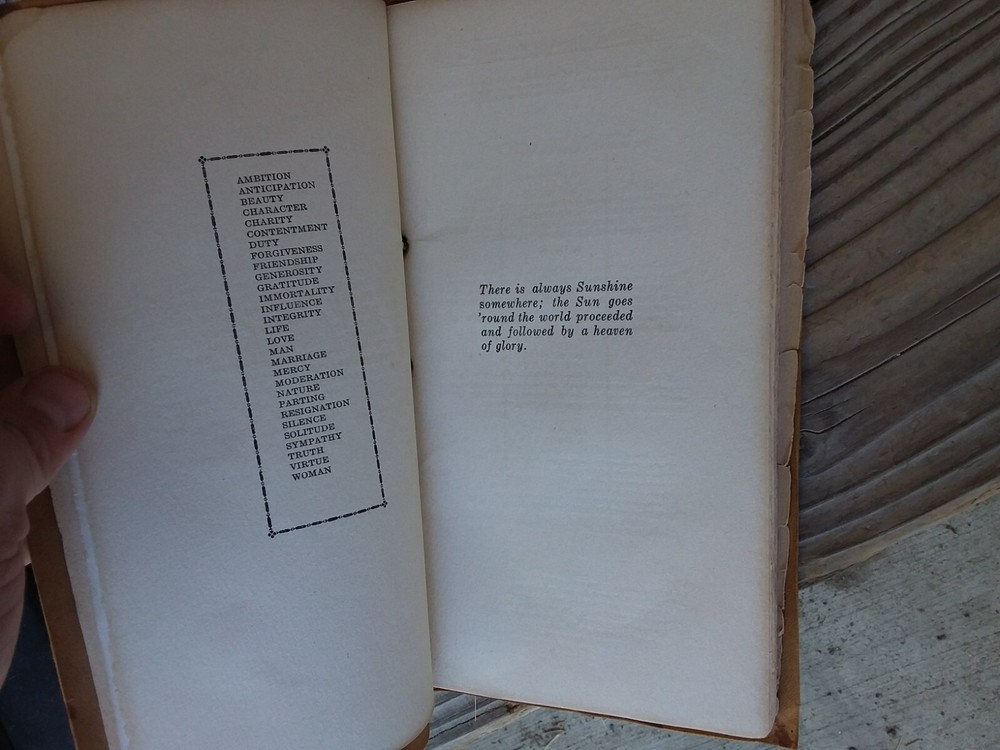 AMBITION
ANTICIPATION
BEAUTY
CHARACTER
CHARITY
CONTENTMENT
DUTY
FORGIVENESS
FRIENDSHIP
GENEROSITY
GRATITUDE
IMMORTALITY
INFLUENCE
INTEGRITY
LIFE
LOVE
MAN
MARRIAGE
MERCY
MODERATION
NATURE
PARTING
RESIGNATION
SILENCE
SOLITUDE
SYMPATHY
TRUTH
VIRTUE
WOMAN
There is always Sunshine
somewhere; the Sun goes
'round the world proceeded
and followed by a heaven
of glory.